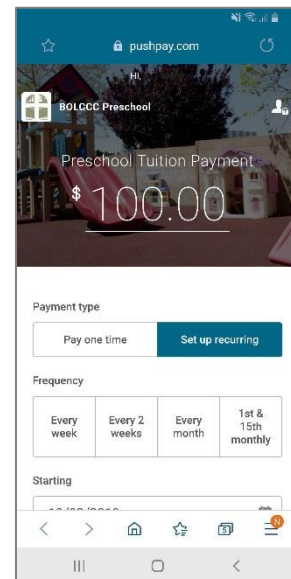 pushpay.com
HI,
BOLCCC Preschool
Preschool Tuition Payment
$ 100.00
Payment type
Pay one time
Set up recurring
Frequency
Every week
Every 2 weeks
Every month
1st & 15th monthly
Starting
5
N